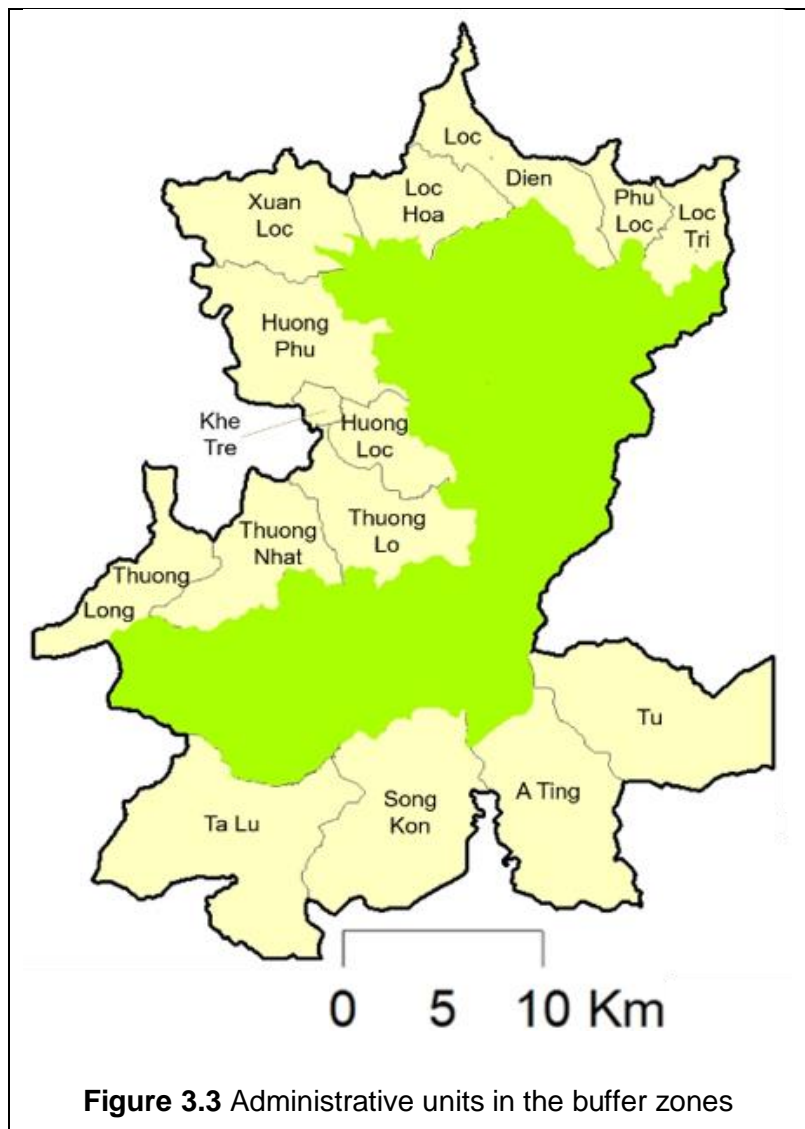 Loc
Dien
Xuan
Loc
Loc
Hoa
Phu
Loc
Loc
Tri
Huong
Phu
Khe
Tre
Huong
Loc
Thuong
Nhat
Thuong
Lo
Thuong
Long
Tu
A Ting
Song
Kon
Ta Lu
0 5 10 Km
Figure 3.3 Administrative units in the buffer zones